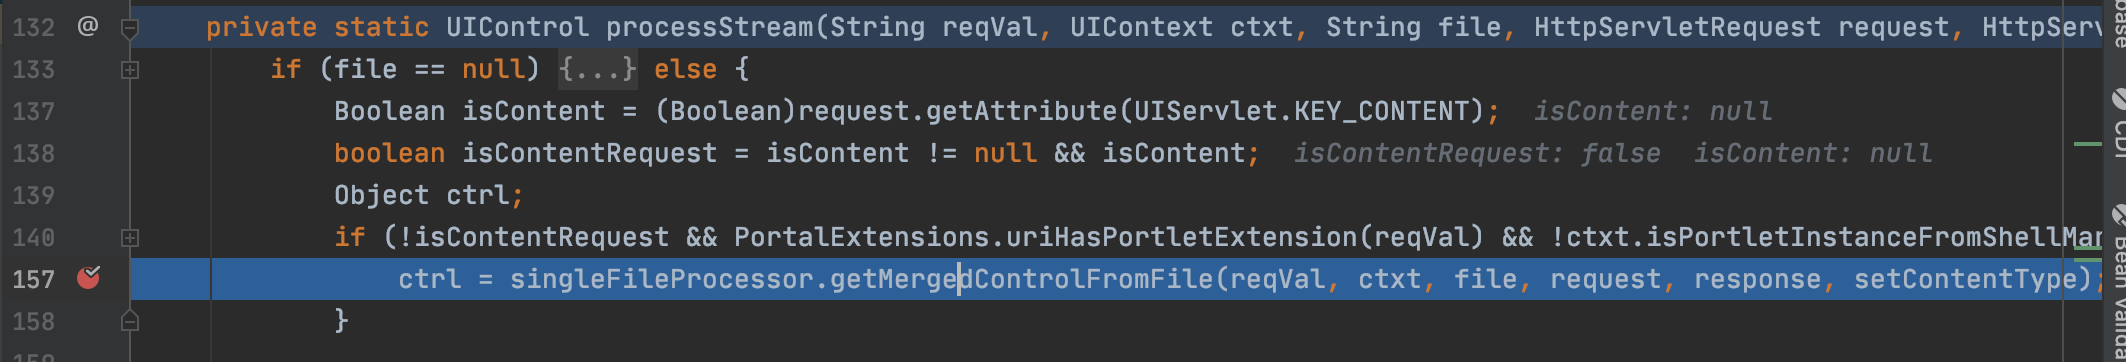 132 @ private static UIControl processStream(String reqVal, UIContext ctxt, String file, HttpServletRequest request, HttpServ
133 if (file == null) {...} else {
137 Boolean isContent = (Boolean)request.getAttribute(UIServlet.KEY_CONTENT); isContent: null
138 boolean isContentRequest = isContent != null && isContent; isContentRequest: false isContent: null
139 Object ctrl;
140 if (!isContentRequest && PortalExtensions.uriHasPortletExtension(reqVal) && !ctxt.isPortletInstanceFromShellMar
157 ctrl = singleFileProcessor.getMergedControlFromFile(reqVal, ctxt, file, request, response, setContentType);
158 }
base
CDI
Bean Valida